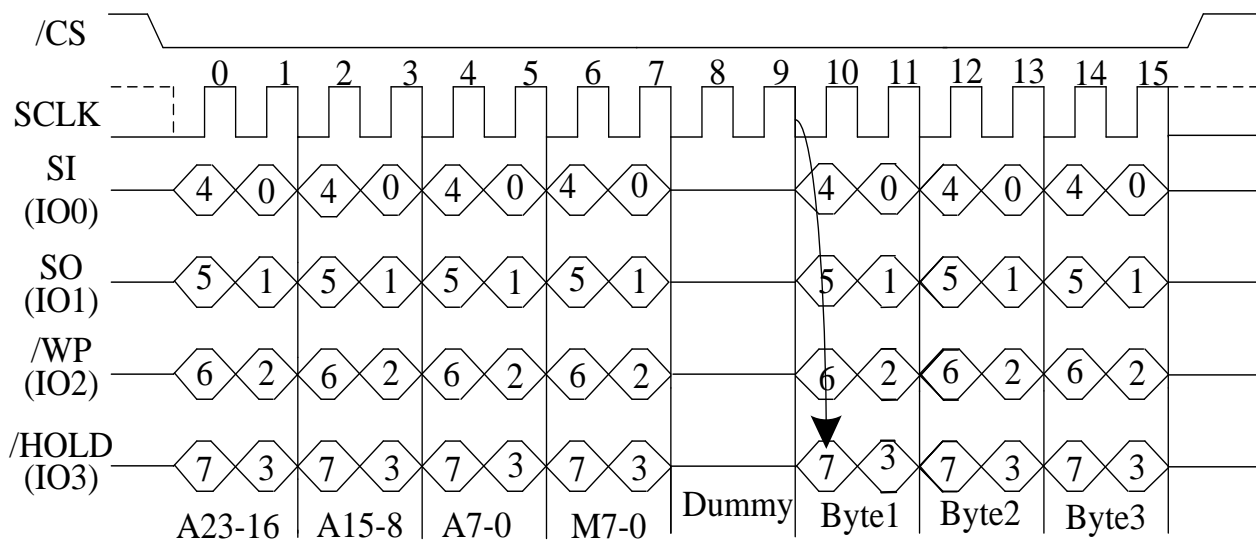 /CS
0 1 2 3 4 5 6 7 8 9 10 11 12 13 14 15
SCLK
SI
(IO0)
4 0 4 0 4 0 4 0 4 0 4 0 4 0
SO
(IO1)
5 1 5 1 5 1 5 1 5 1 5 1 5 1
/WP
(IO2)
6 2 6 2 6 2 6 2 6 2 6 2 6 2
/HOLD
(IO3)
7 3 7 3 7 3 7 3 7 3 7 3 7 3
A23-16 A15-8 A7-0 M7-0 Dummy Byte1 Byte2 Byte3